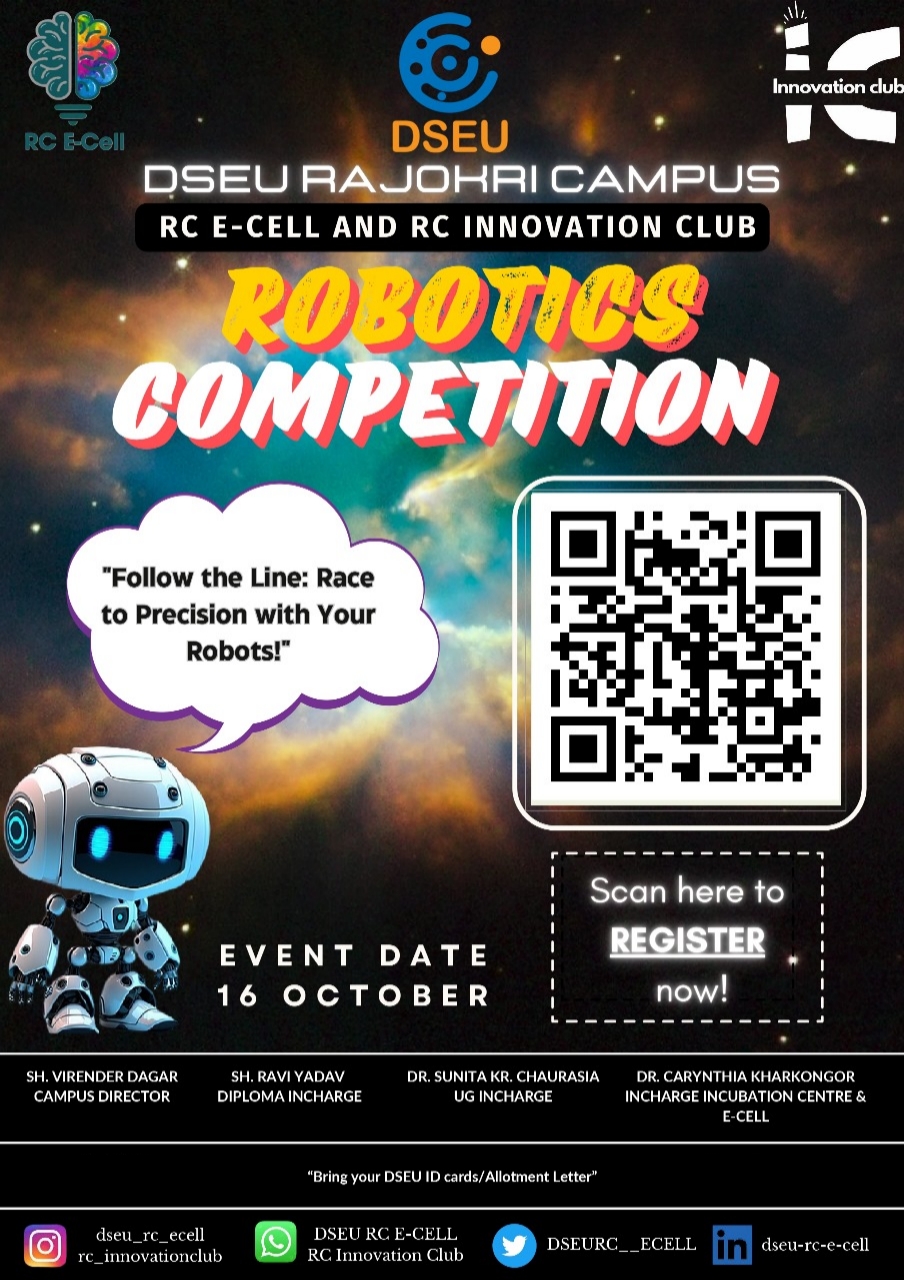 RC E-Cell
DSEU
iC
Innovation club
DSEU RAJOKRI CAMPUS
RC E-CELL AND RC INNOVATION CLUB
ROBOTICS
COMPETITION
"Follow the Line: Race
to Precision with Your
Robots!"
Scan here to
REGISTER
now!
EVENT DATE
16 OCTOBER
SH. VIRENDER DAGAR
CAMPUS DIRECTOR
SH. RAVI YADAV
DIPLOMA INCHARGE
DR. SUNITA KR. CHAURASIA
UG INCHARGE
DR. CARYNTHIA KHARKONGOR
INCHARGE INCUBATION CENTRE &
E-CELL
“Bring your DSEU ID cards/Allotment Letter”
dseu_rc_ecell
rc_innovationclub
DSEU RC E-CELL
RC Innovation Club
DSEURC__ECELL
in
dseu-rc-e-cell